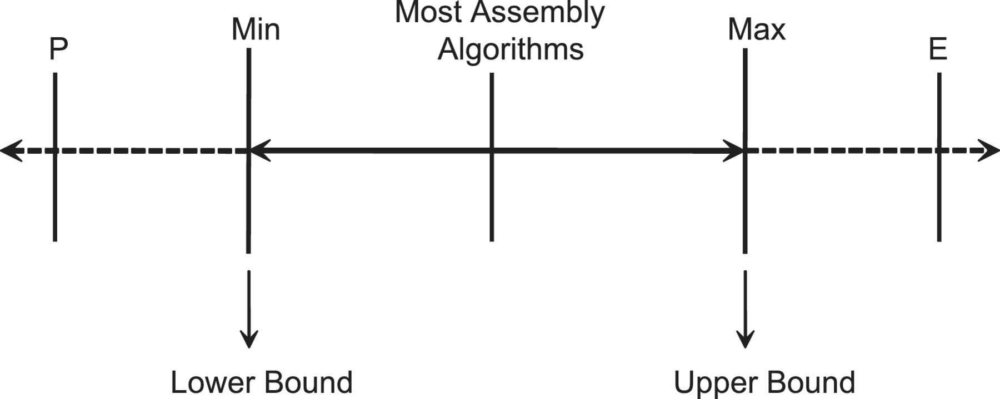 Most Assembly
Algorithms
Min
Max
P
E
Lower Bound
Upper Bound